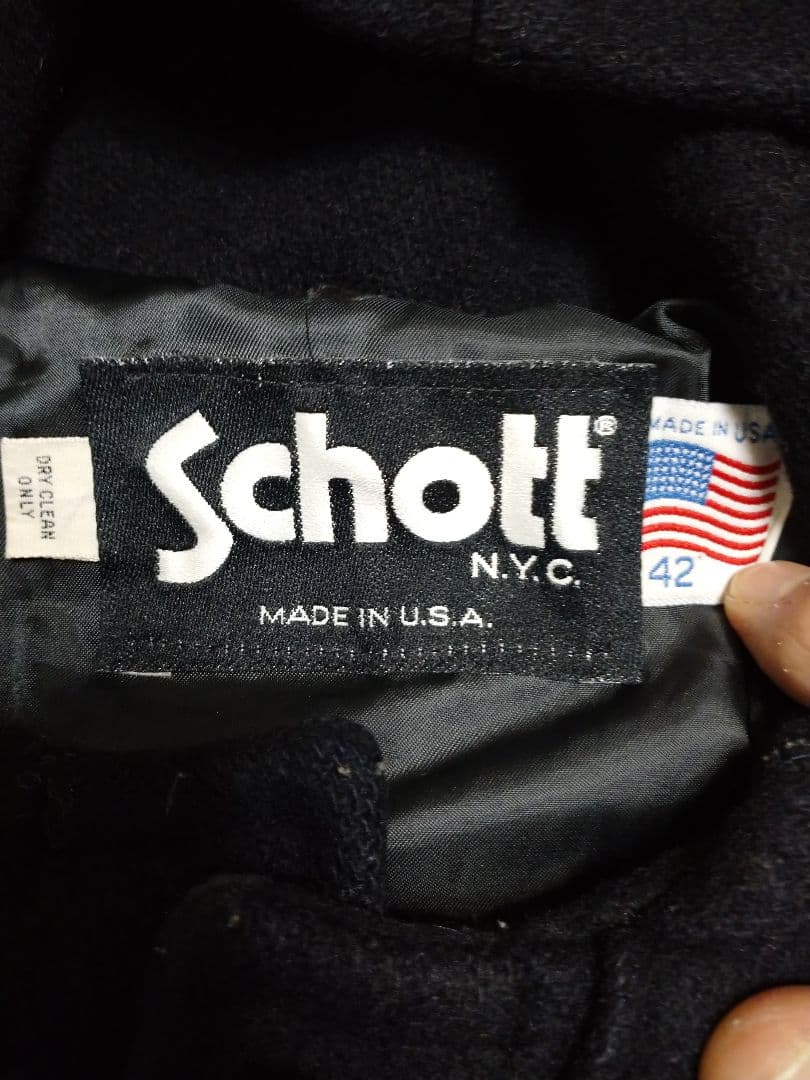 DRY CLEAN
ONLY
Schott®
N.Y.C.
MADE IN U.S.A.
MADE IN USA
42